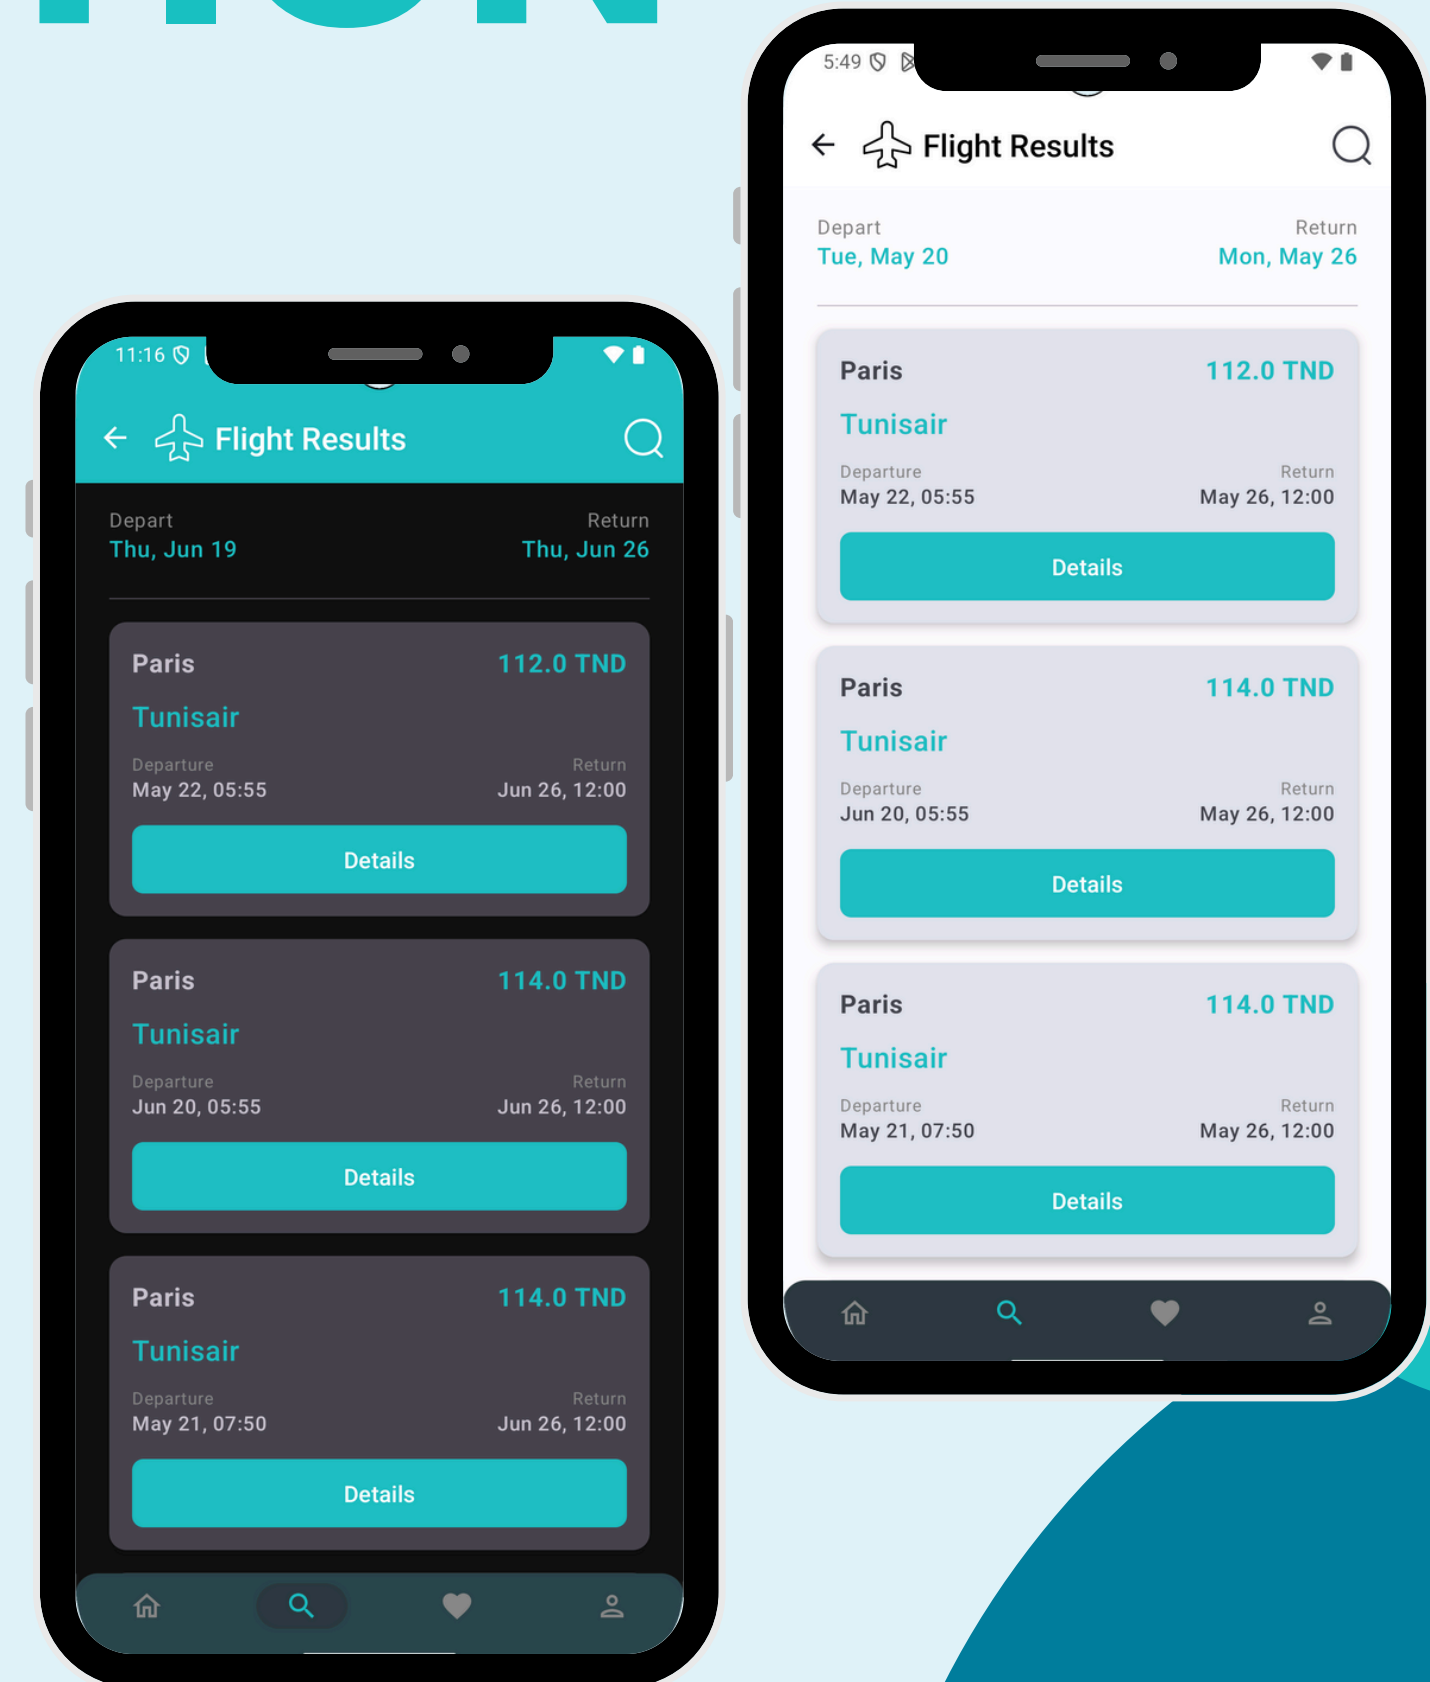 11:16
Flight Results
Depart Return
Thu, Jun 19 Thu, Jun 26
Paris 112.0 TND
Tunisair
Departure Return
May 22, 05:55 Jun 26, 12:00
Details
Paris 114.0 TND
Tunisair
Departure Return
Jun 20, 05:55 Jun 26, 12:00
Details
Paris 114.0 TND
Tunisair
Departure Return
May 21, 07:50 Jun 26, 12:00
Details
5:49
Flight Results
Depart Return
Tue, May 20 Mon, May 26
Paris 112.0 TND
Tunisair
Departure Return
May 22, 05:55 May 26, 12:00
Details
Paris 114.0 TND
Tunisair
Departure Return
Jun 20, 05:55 May 26, 12:00
Details
Paris 114.0 TND
Tunisair
Departure Return
May 21, 07:50 May 26, 12:00
Details